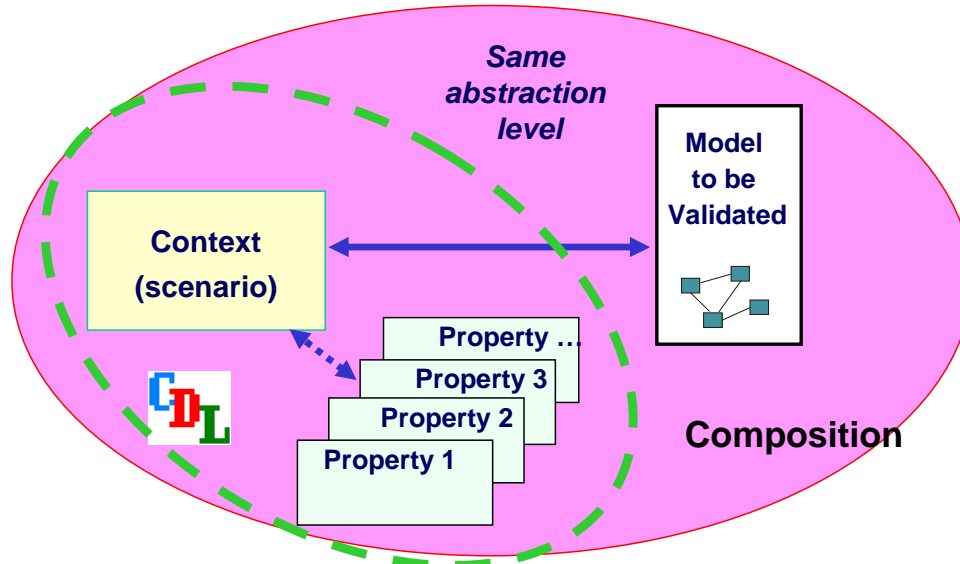 Same
abstraction
level
Model
to be
Validated
Context
(scenario)
Property ...
Property 3
Property 2
Property 1
CDL
Composition